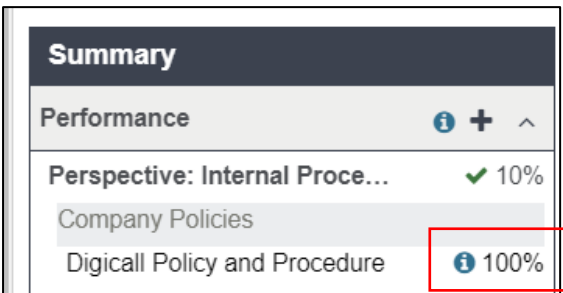 Summary
Performance
Perspective: Internal Proce... 10%
Company Policies
Digicall Policy and Procedure 100%